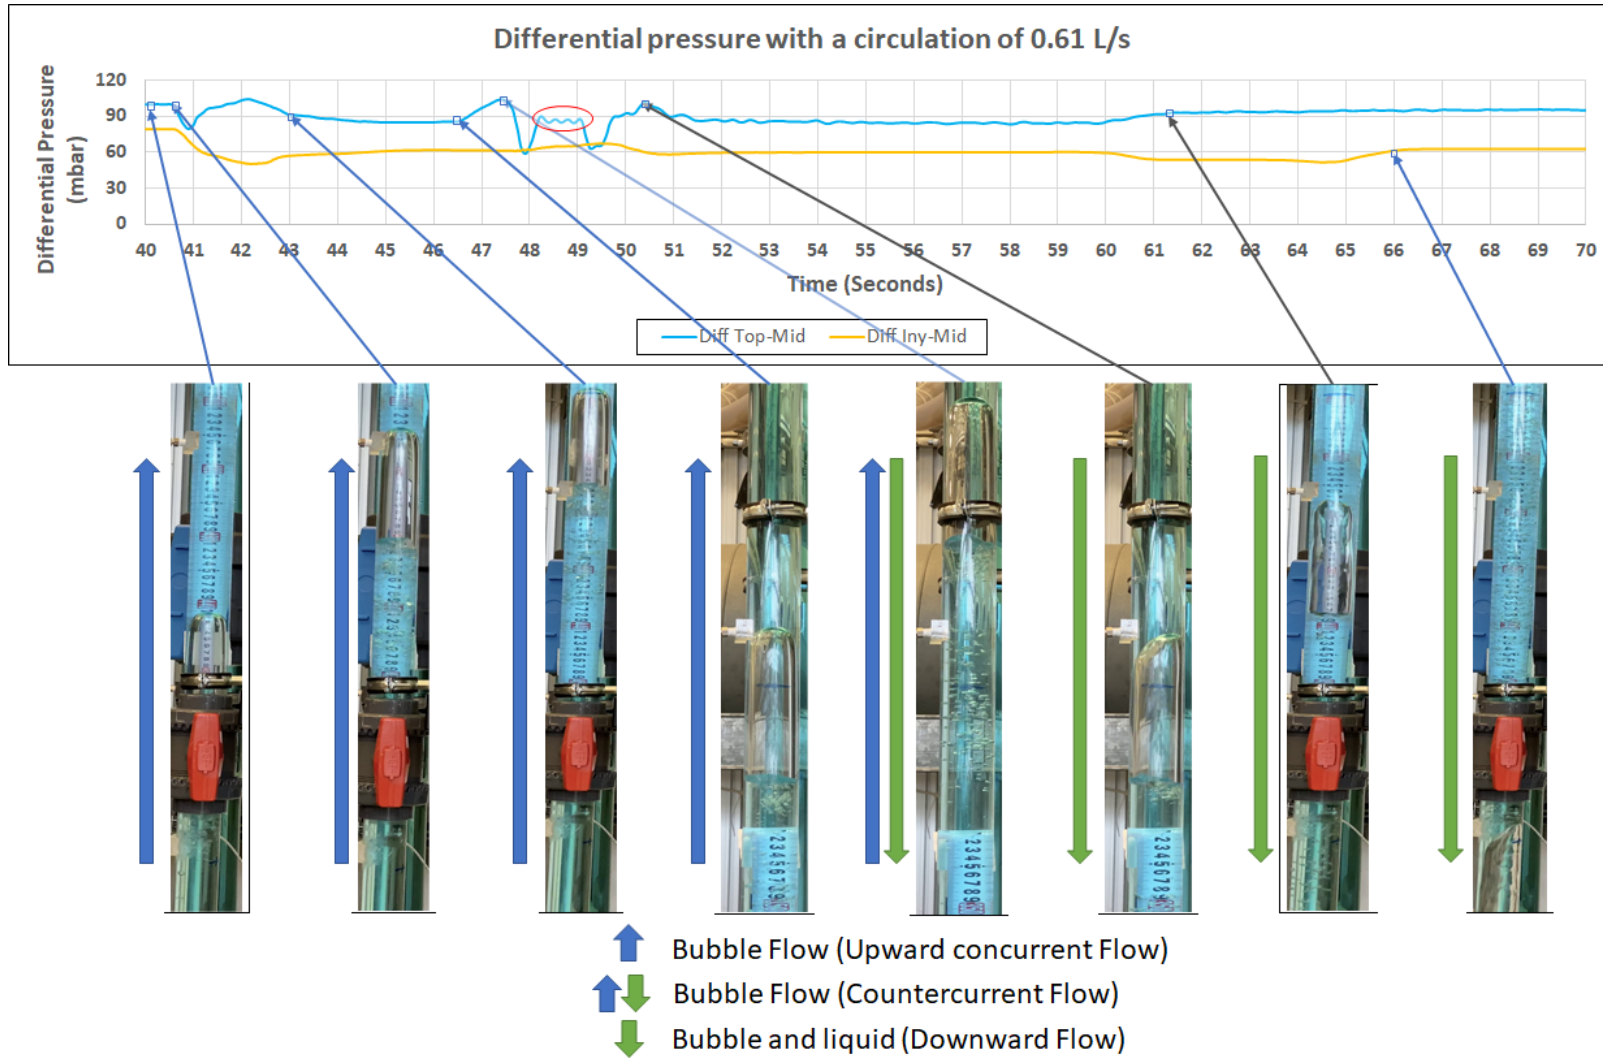 Differential pressure with a circulation of 0.61 L/s
Differential Pressure
(mbar)
120
90
60
30
0
40 41 42 43 44 45 46 47 48 49 50 51 52 53 54 55 56 57 58 59 60 61 62 63 64 65 66 67 68 69 70
Time (Seconds)
Diff Top-Mid Diff Iny-Mid
Bubble Flow (Upward concurrent Flow)
Bubble Flow (Countercurrent Flow)
Bubble and liquid (Downward Flow)